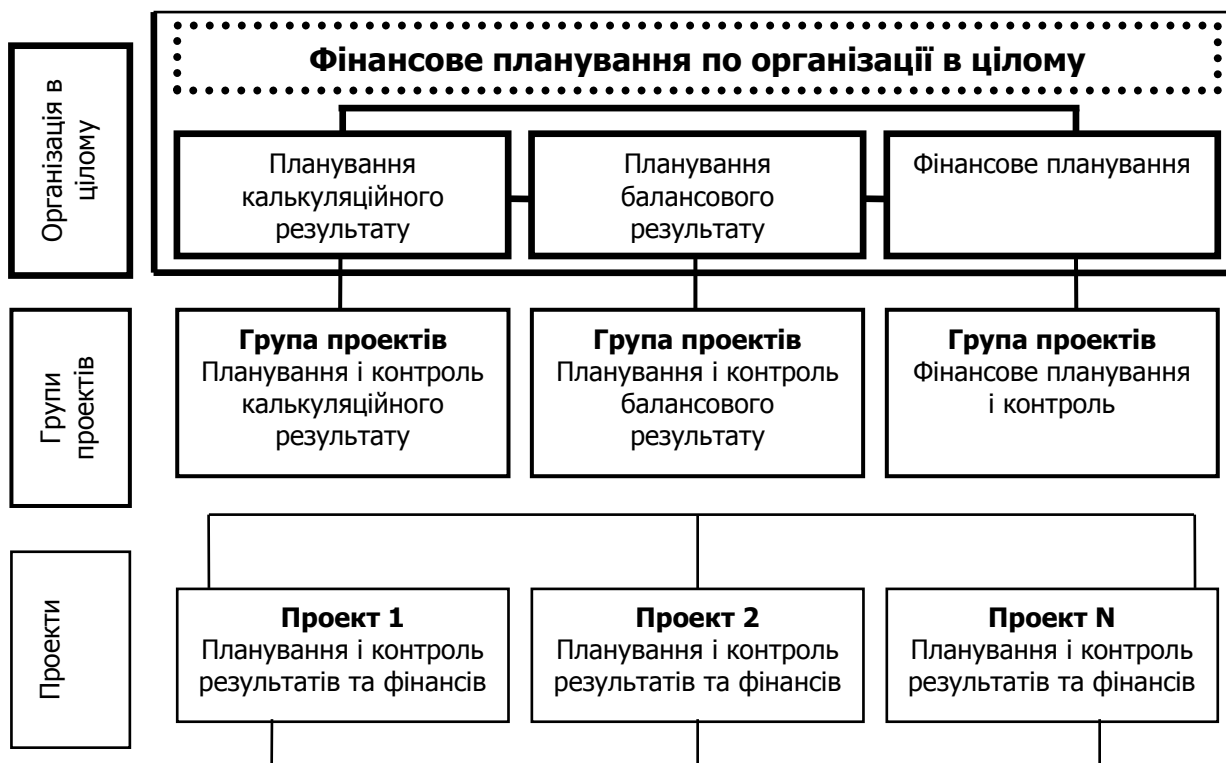 Фінансове планування по організації в цілому
Організація в
цілому
Планування
калькуляційного
результату
Планування
балансового
результату
Фінансове планування
Групи
проектів
Група проектів
Планування і контроль
калькуляційного
результату
Група проектів
Планування і контроль
балансового
результату
Група проектів
Фінансове планування
і контроль
Проекти
Проект 1
Планування і контроль
результатів та фінансів
Проект 2
Планування і контроль
результатів та фінансів
Проект N
Планування і контроль
результатів та фінансів